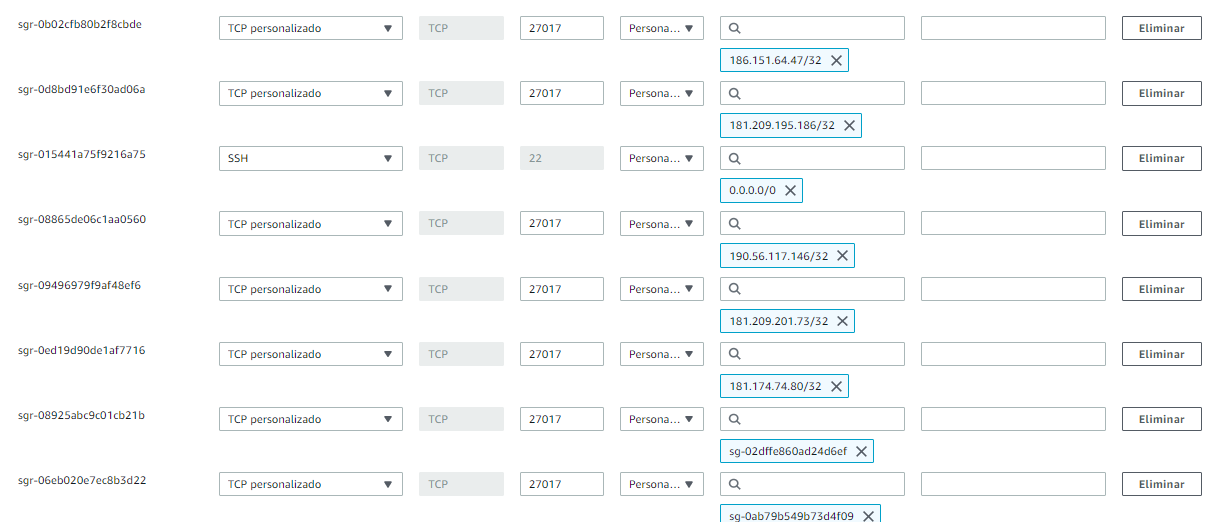 sgr-0b02cfb80b2f8cbde TCP personalizado TCP 27017 Persona... Eliminar
186.151.64.47/32
sgr-0d8bd91e6f30ad06a TCP personalizado TCP 27017 Persona... Eliminar
181.209.195.186/32
sgr-015441a75f9216a75 SSH TCP 22 Persona... Eliminar
0.0.0.0/0
sgr-08865de06c1aa0560 TCP personalizado TCP 27017 Persona... Eliminar
190.56.117.146/32
sgr-09496979f9af48ef6 TCP personalizado TCP 27017 Persona... Eliminar
181.209.201.73/32
sgr-0ed19d90de1af7716 TCP personalizado TCP 27017 Persona... Eliminar
181.174.74.80/32
sgr-08925abc9c01cb21b TCP personalizado TCP 27017 Persona... Eliminar
sg-02dffe860ad24d6ef
sgr-06eb020e7ec8b3d22 TCP personalizado TCP 27017 Persona... Eliminar
sg-0ab79b549b73d4f09